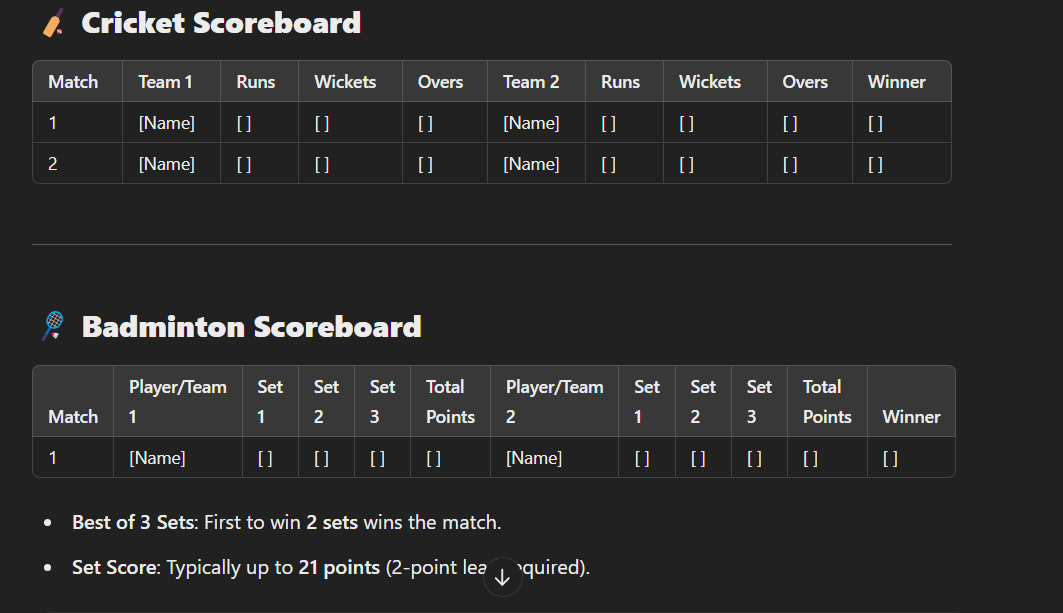 Cricket Scoreboard
Match Team 1 Runs Wickets Overs Team 2 Runs Wickets Overs Winner
1 [Name] [ ] [ ] [ ] [Name] [ ] [ ] [ ] [ ]
2 [Name] [ ] [ ] [ ] [Name] [ ] [ ] [ ] [ ]
Badminton Scoreboard
Match Player/Team 1 Set 1 Set 2 Set 3 Total Points Player/Team 2 Set 1 Set 2 Set 3 Total Points Winner
1 [Name] [ ] [ ] [ ] [ ] [Name] [ ] [ ] [ ] [ ] [ ]
• Best of 3 Sets: First to win 2 sets wins the match.
• Set Score: Typically up to 21 points (2-point